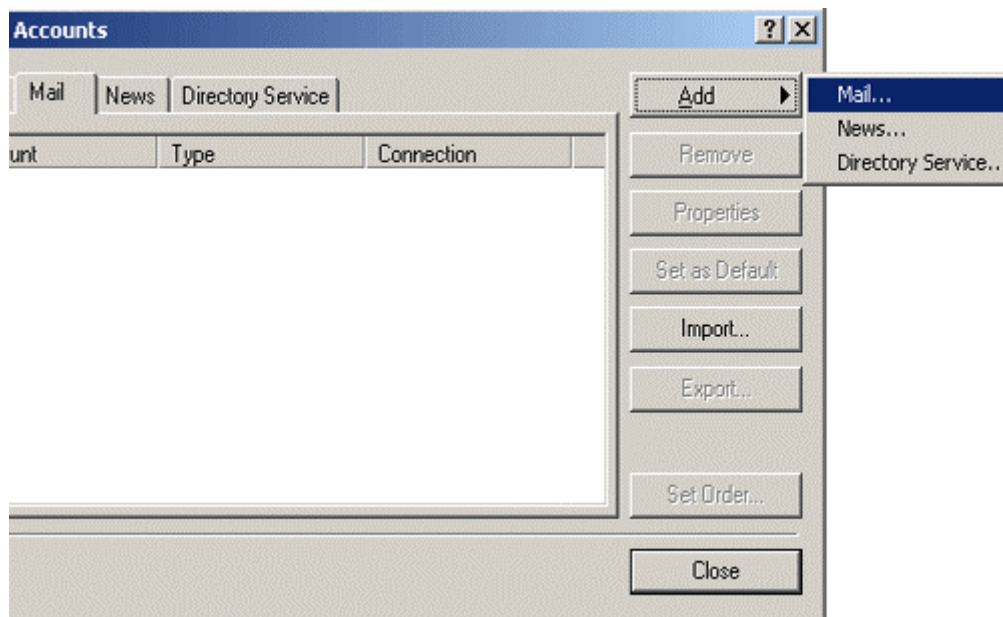 Accounts
Mail News Directory Service
Add
Mail...
News...
Directory Service..
unt Type Connection
Remove
Properties
Set as Default
Import...
Export...
Set Order...
Close